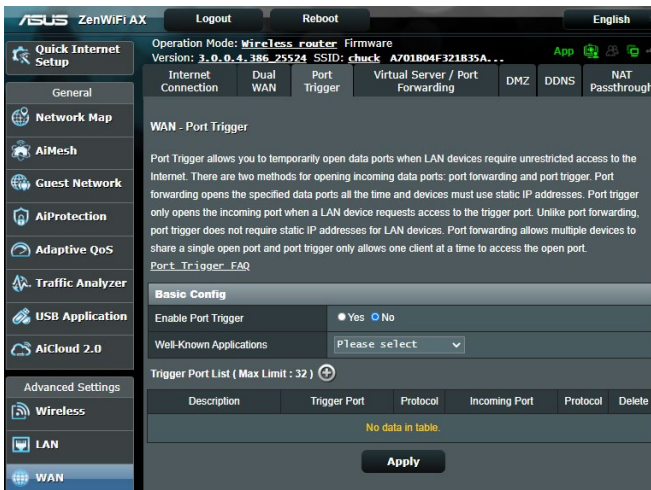 ASUS ZenWiFi AX Logout Reboot English
Quick Internet Setup
Operation Mode: Wireless router Firmware
Version: 3.0.0.4.386_25524 SSID: chuck A701B04F321B35A...
App
General
Network Map
AiMesh
Guest Network
AiProtection
Adaptive QoS
Traffic Analyzer
USB Application
AiCloud 2.0
Advanced Settings
Wireless
LAN
WAN
Internet Connection Dual WAN Port Trigger Virtual Server / Port Forwarding DMZ DDNS NAT Passthrough
WAN - Port Trigger
Port Trigger allows you to temporarily open data ports when LAN devices require unrestricted access to the
Internet. There are two methods for opening incoming data ports: port forwarding and port trigger. Port
forwarding opens the specified data ports all the time and devices must use static IP addresses. Port trigger
only opens the incoming port when a LAN device requests access to the trigger port. Unlike port forwarding,
port trigger does not require static IP addresses for LAN devices. Port forwarding allows multiple devices to
share a single open port and port trigger only allows one client at a time to access the open port.
Port Trigger FAQ
Basic Config
Enable Port Trigger Yes No
Well-Known Applications Please select
Trigger Port List ( Max Limit : 32 )
Description Trigger Port Protocol Incoming Port Protocol Delete
No data in table.
Apply